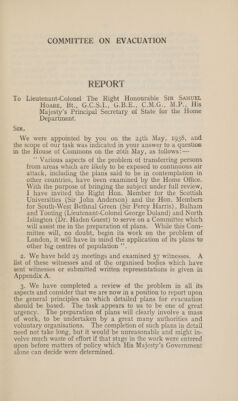 COMMITTEE ON EVACUATION
REPORT
To Lieutenant-Colonel The Right Honourable SIR SAMUEL
HOARE, Bt., G.C.S.I., G.B.E., C.M.G., M.P., His
Majesty's Principal Secretary of State for the Home
Department.
SIR,
We were appointed by you on the 24th May, 1938, and
the scope of our task was indicated in your answer to a question
in the House of Commons on the 26th May, as follows:—
" Various aspects of the problem of transferring persons
from areas which are likely to be exposed to continuous air
attack, including the plans said to be in contemplation in
other countries, have been examined by the Home Office.
With the purpose of bringing the subject under full review,
I have invited the Right Hon. Member for the Scottish
Universities (Sir John Anderson) and the Hon. Members
for South-West Bethnal Green (Sir Percy Harris), Balham
and Tooting (Lieutenant-Colonel George Doland) and North
Islington (Dr. Haden Guest) to serve on a Committee which
will assist me in the preparation of plans. While this Com-
mittee will, no doubt, begin its work on the problem of
London, it will have in mind the application of its plans to
other big centres of population ".
2. We have held 25 meetings and examined 57 witnesses. A
list of these witnesses and of the organised bodies which have
sent witnesses or submitted written representations is given in
Appendix A.
3. We have completed a review of the problem in all its
aspects and consider that we are now in a position to report upon
the general principles on which detailed plans for evacuation
should be based. The task appears to us to be one of great
urgency. The preparation of plans will clearly involve a mass
of work, to be undertaken by a great many authorities and
voluntary organisations. The completion of such plans in detail
need not take long, but it would be unreasonable and might in-
volve much waste of effort if that stage in the work were entered
upon before matters of policy which His Majesty's Government
alone can decide were determined.